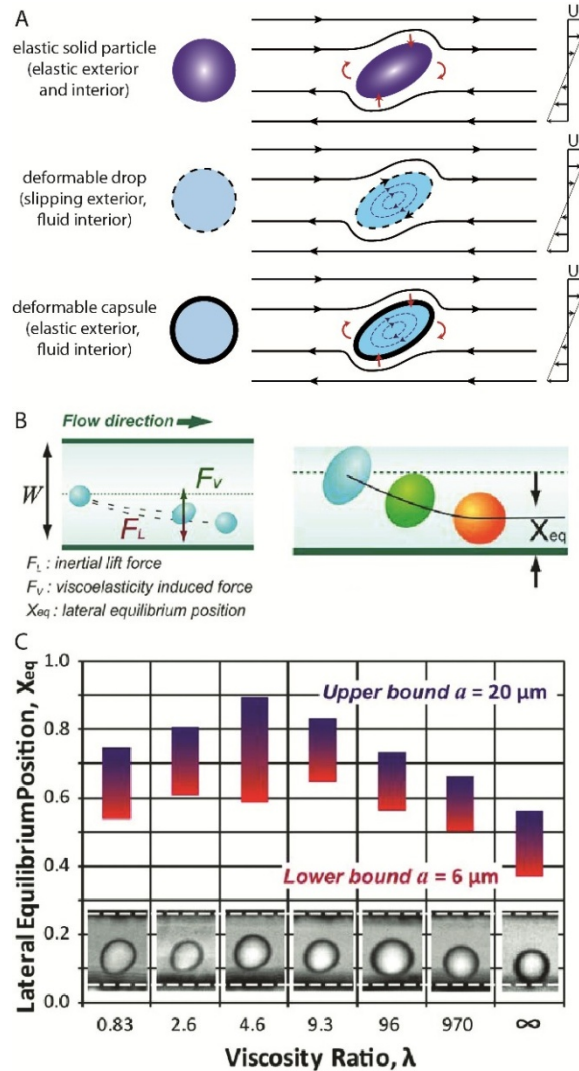 A
elastic solid particle
(elastic exterior
and interior)
U
deformable drop
(slipping exterior,
fluid interior)
U
deformable capsule
(elastic exterior,
fluid interior)
U
B
Flow direction
W
Fv
FL
FL : inertial lift force
FV : viscoelasticity induced force
Xeq : lateral equilibrium position
Xeq
C
Lateral EquilibriumPosition, Xeq
1.0
0.8
0.6
0.4
0.2
0.0
Upper bound a = 20 μm
Lower bound a = 6 μm
0.83 2.6 4.6 9.3 96 970 ∞
Viscosity Ratio, λ